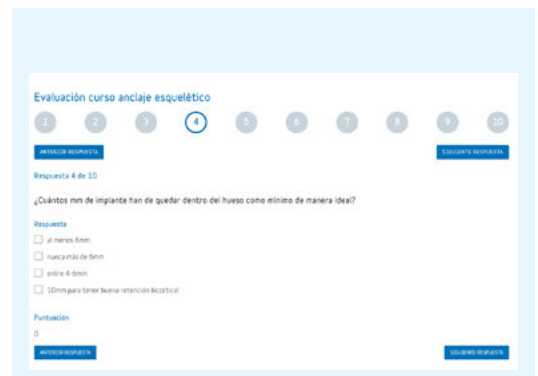 Evaluación curso anclaje esquelético
1 2 3 4 5 6 7 8 9 10
ANTERIOR RESPUESTA SIGUIENTE RESPUESTA
Respuesta 4 de 10
¿Cuántos mm de implante han de quedar dentro del hueso como mínimo de manera ideal?
Respuesta
al menos 6mm
nunca más de 6mm
entre 4-6mm
10mm para tener buena retención bicortical
Puntuación
0
ANTERIOR RESPUESTA SIGUIENTE RESPUESTA